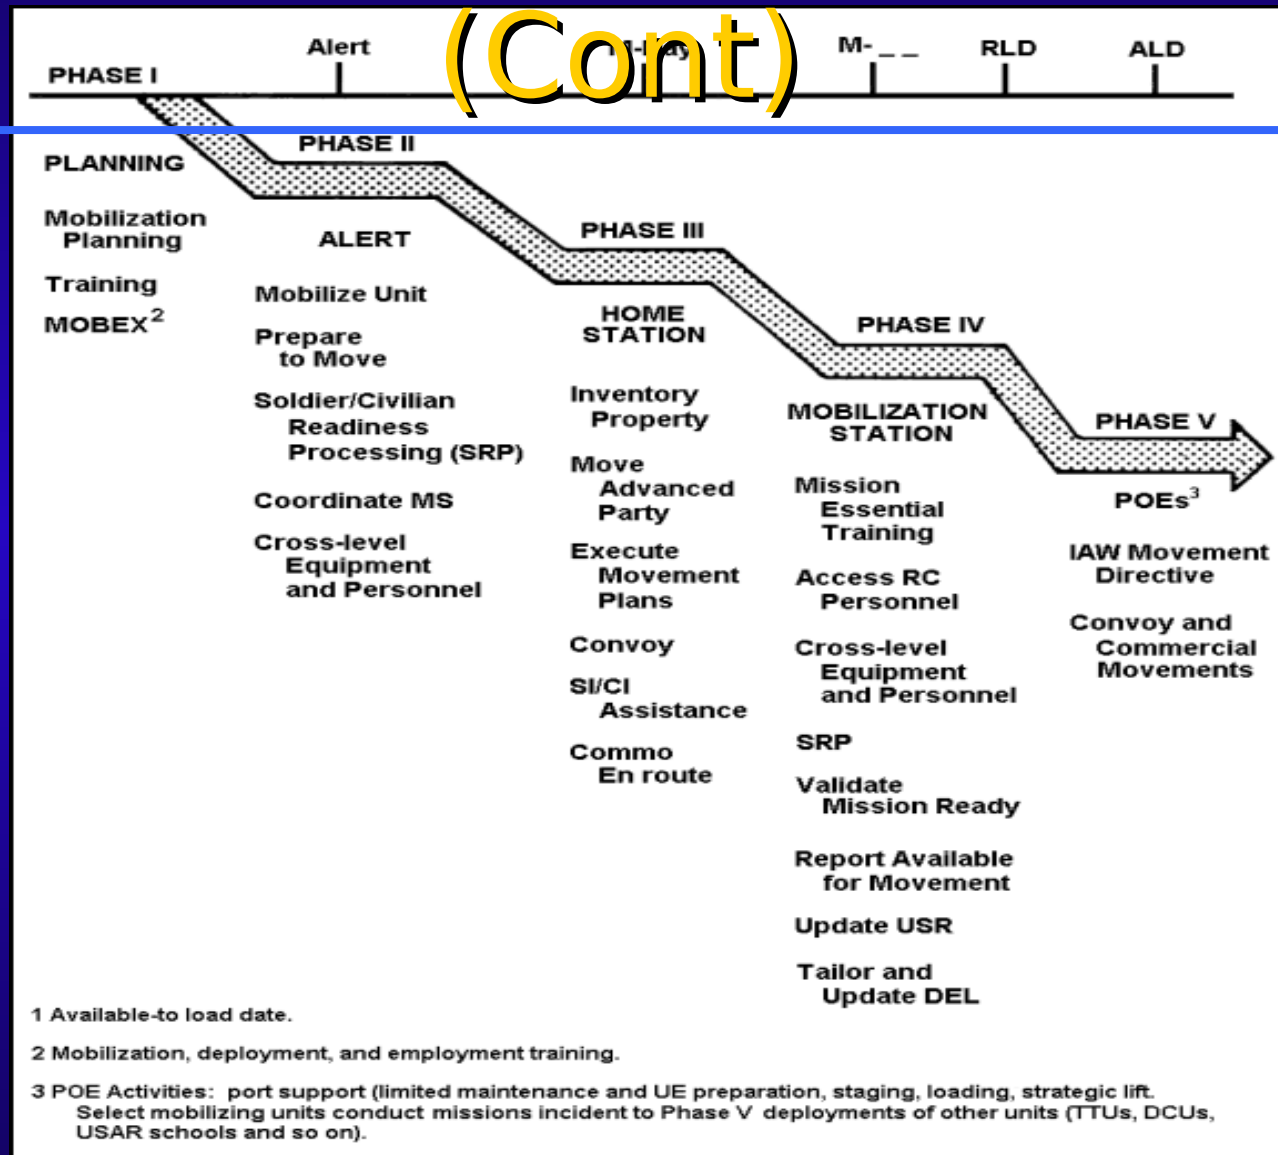 (Cont)
Alert
M-Day
M-_ _
RLD
ALD
PHASE I
PLANNING
Mobilization
Planning
Training
MOBEX2
PHASE II
ALERT
Mobilize Unit
Prepare
to Move
Soldier/Civilian
Readiness
Processing (SRP)
Coordinate MS
Cross-level
Equipment
and Personnel
PHASE III
HOME
STATION
Inventory
Property
Move
Advanced
Party
Execute
Movement
Plans
Convoy
SI/CI
Assistance
Commo
En route
PHASE IV
MOBILIZATION
STATION
Mission
Essential
Training
Access RC
Personnel
Cross-level
Equipment
and Personnel
SRP
Validate
Mission Ready
Report Available
for Movement
Update USR
Tailor and
Update DEL
PHASE V
POEs3
IAW Movement
Directive
Convoy and
Commercial
Movements
1 Available-to load date.
2 Mobilization, deployment, and employment training.
3 POE Activities: port support (limited maintenance and UE preparation, staging, loading, strategic lift.
Select mobilizing units conduct missions incident to Phase V deployments of other units (TTUs, DCUs,
USAR schools and so on).